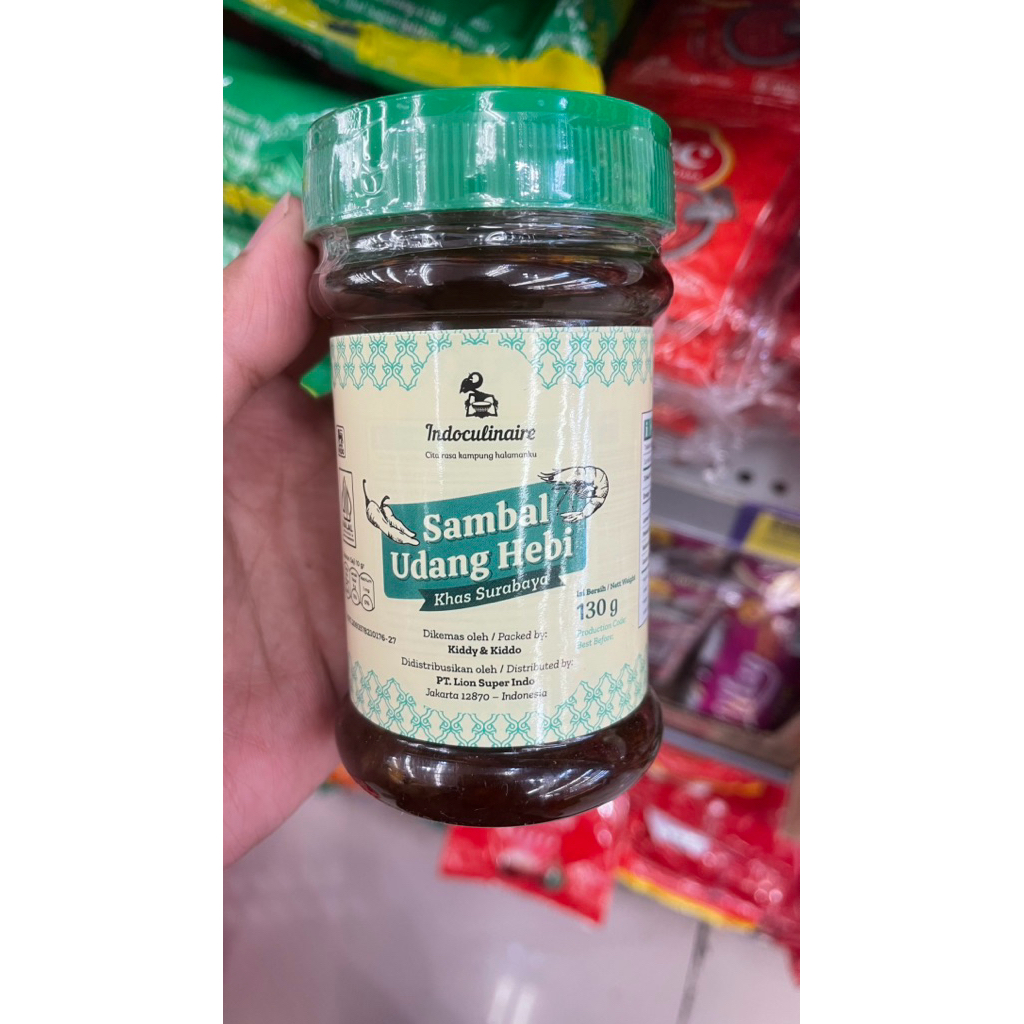 Indoculinaire
Cita rasa kampung halamanku
Sambal
Udang Hebi
Khas Surabaya
Isi Bersih / Nett Weight
130 g
Production Code:
Best Before:
Dikemas oleh / Packed by:
Kiddy & Kiddo
Didistribusikan oleh / Distributed by:
PT. Lion Super Indo
Jakarta 12870 – Indonesia